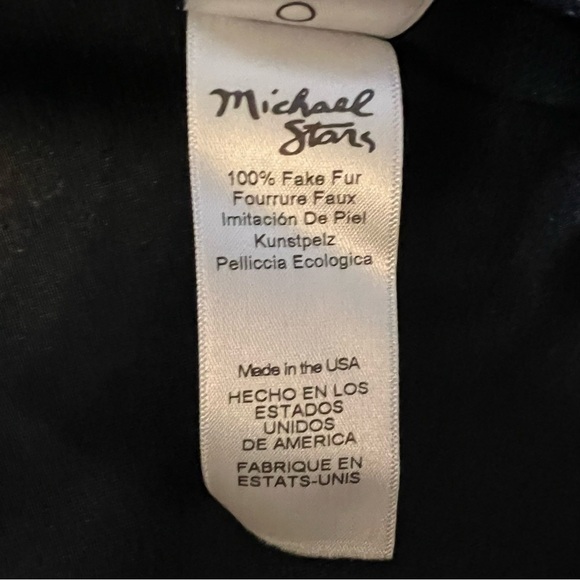 O
Michael
Stars
100% Fake Fur
Fourrure Faux
Imitación De Piel
Kunstpelz
Pelliccia Ecologica
Made in the USA
HECHO EN LOS
ESTADOS
UNIDOS
DE AMERICA
FABRIQUE EN
ESTATS-UNIS